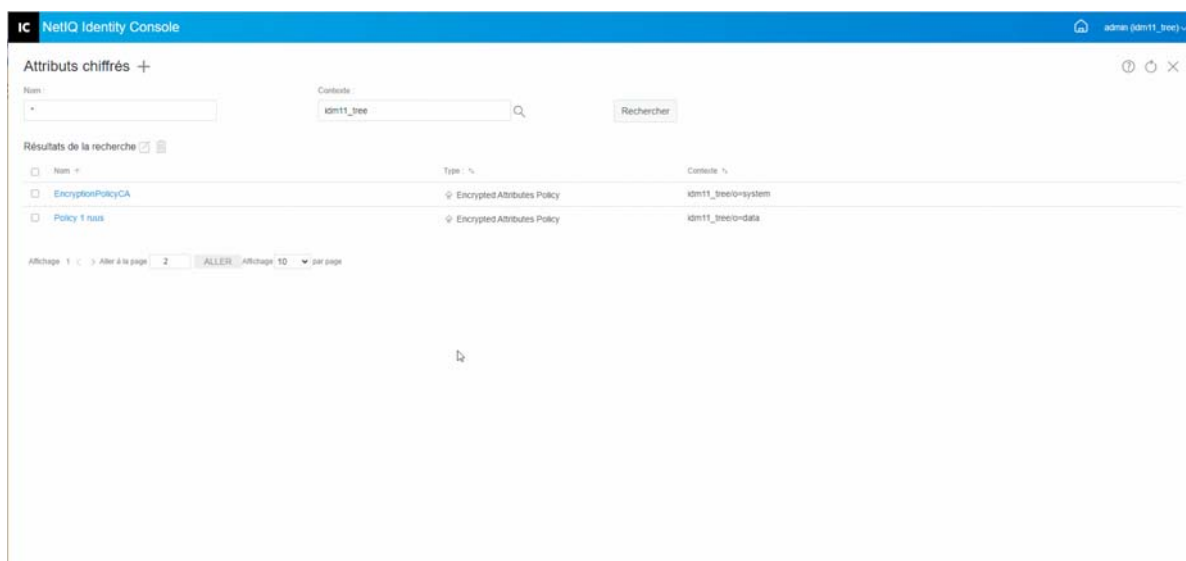 IC NetIQ Identity Console admin (idm11_tree)
Attributs chiffrés
Nom : Contexte :
* idm11_tree Rechercher
Résultats de la recherche
Nom Type : Contexte
EncryptionPolicyCA Encrypted Attributes Policy idm11_tree/o=system
Policy 1 ruus Encrypted Attributes Policy idm11_tree/o=data
Affichage 1 < > Aller à la page 2 ALLER Affichage 10 par page